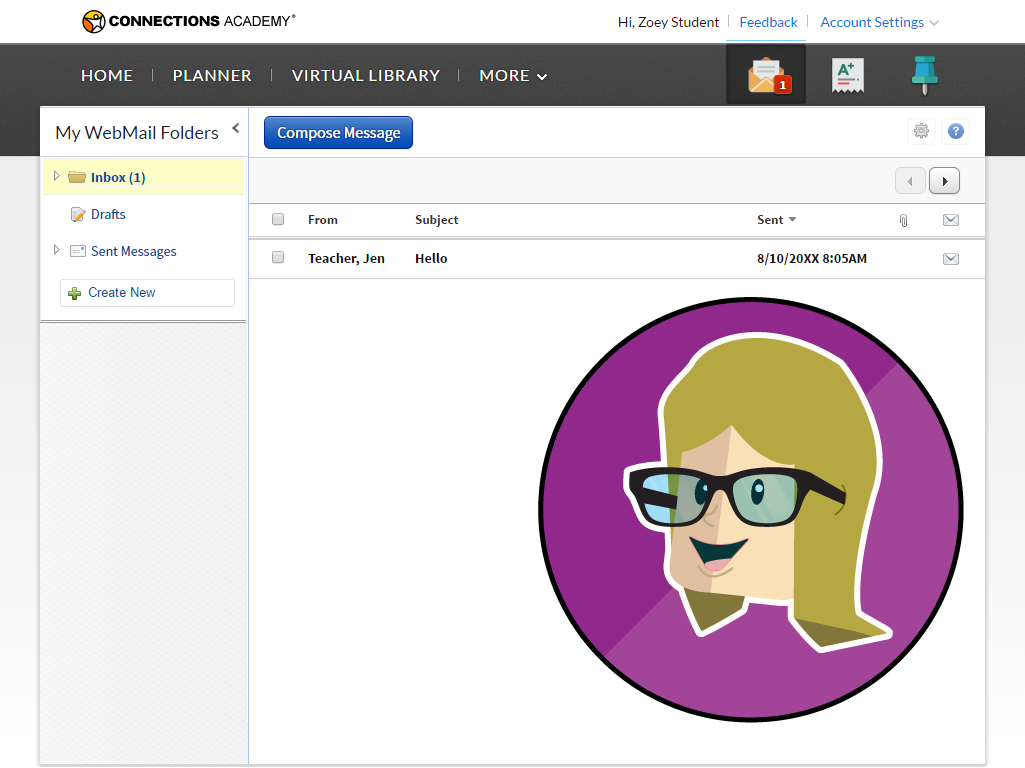 CONNECTIONS ACADEMY®
Hi, Zoey Student Feedback Account Settings
HOME PLANNER VIRTUAL LIBRARY MORE 1 A+
My WebMail Folders
Compose Message
?
Inbox (1)
Drafts
Sent Messages
Create New
From Subject Sent
Teacher, Jen Hello 8/10/20XX 8:05AM